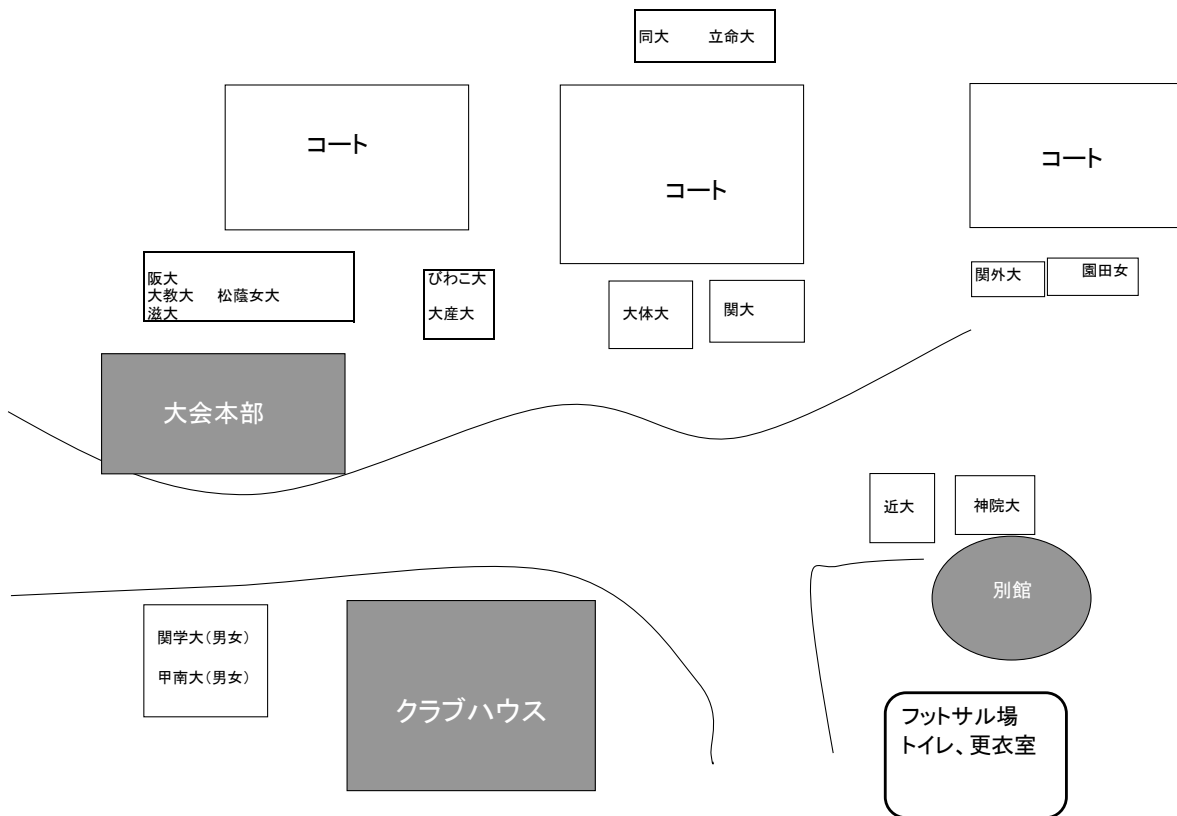 同大 立命大
コート
コート
コート
阪大
大教大 松蔭女大
滋大
びわこ大
大産大
大体大
関大
関外大
園田女
大会本部
近大
神院大
別館
関学大(男女)
甲南大(男女)
クラブハウス
フットサル場
トイレ、更衣室